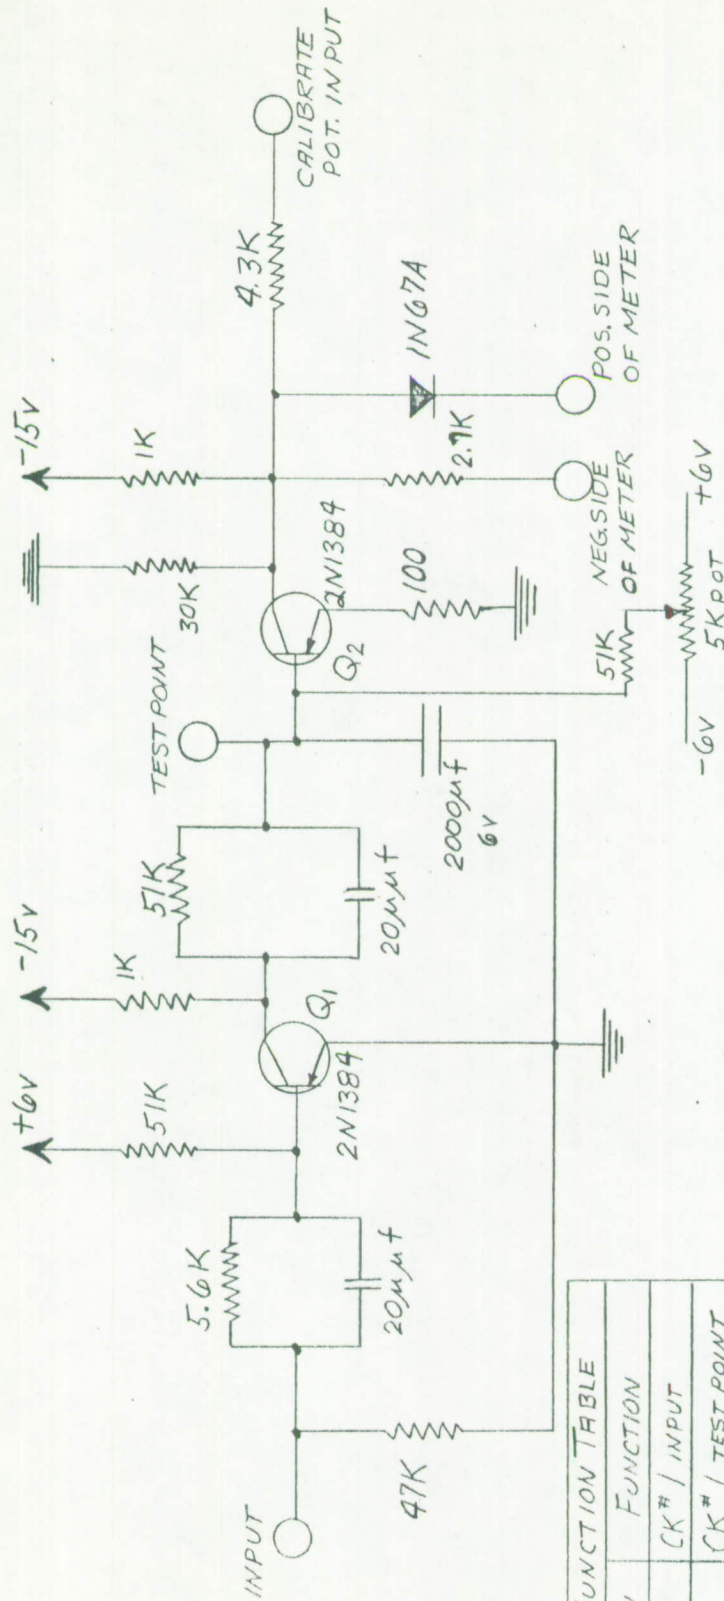 -15V
1K
30K
4.3K
CALIBRATE
POT. INPUT
1N67A
POS. SIDE
OF METER
2.7K
NEG. SIDE
OF METER
2N1384
Q2
100
TEST POINT
51K
5K POT
+6V
-6V
2000µf
6V
51K
20µµf
-15V
1K
Q1
2N1384
+6V
51K
5.6K
20µµf
47K
INPUT
FUNCTION
CK #1 INPUT
CK #1 TEST POINT